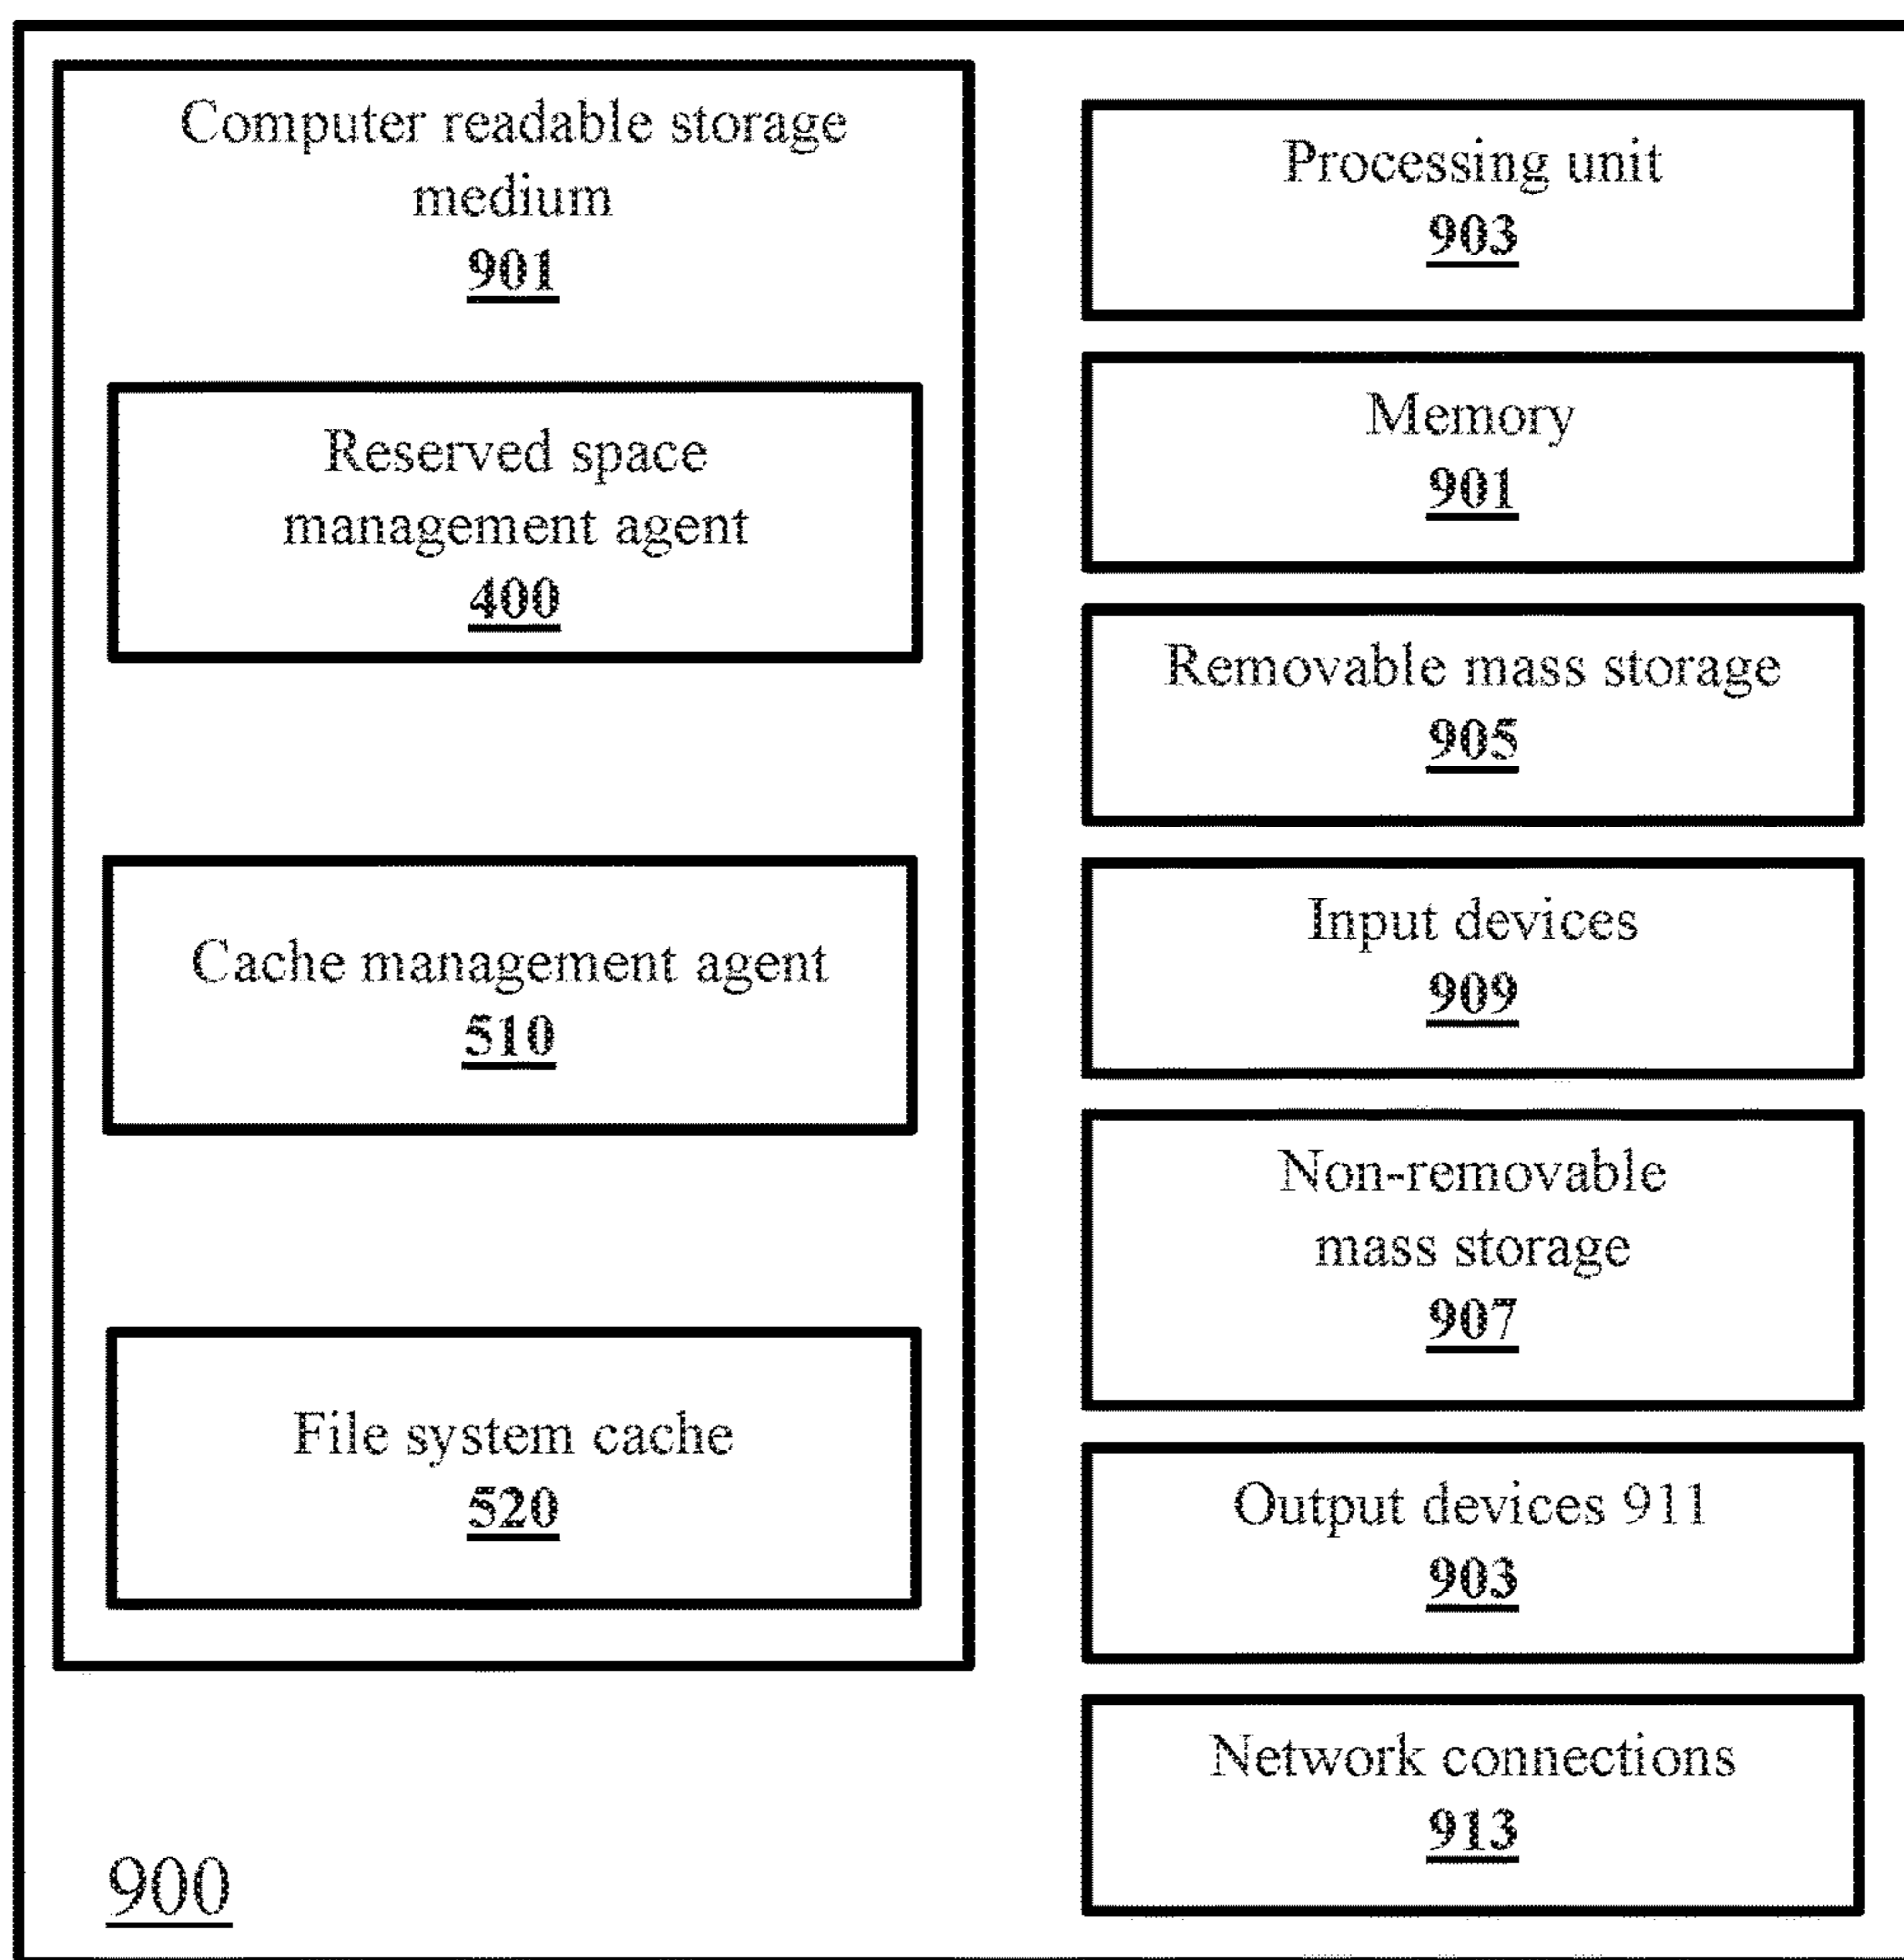 Computer readable storage
medium
901
Reserved space
management agent
400
Cache management agent
510
File system cache
520
900
Processing unit
903
Memory
901
Removable mass storage
905
Input devices
909
Non-removable
mass storage
907
Output devices 911
903
Network connections
913